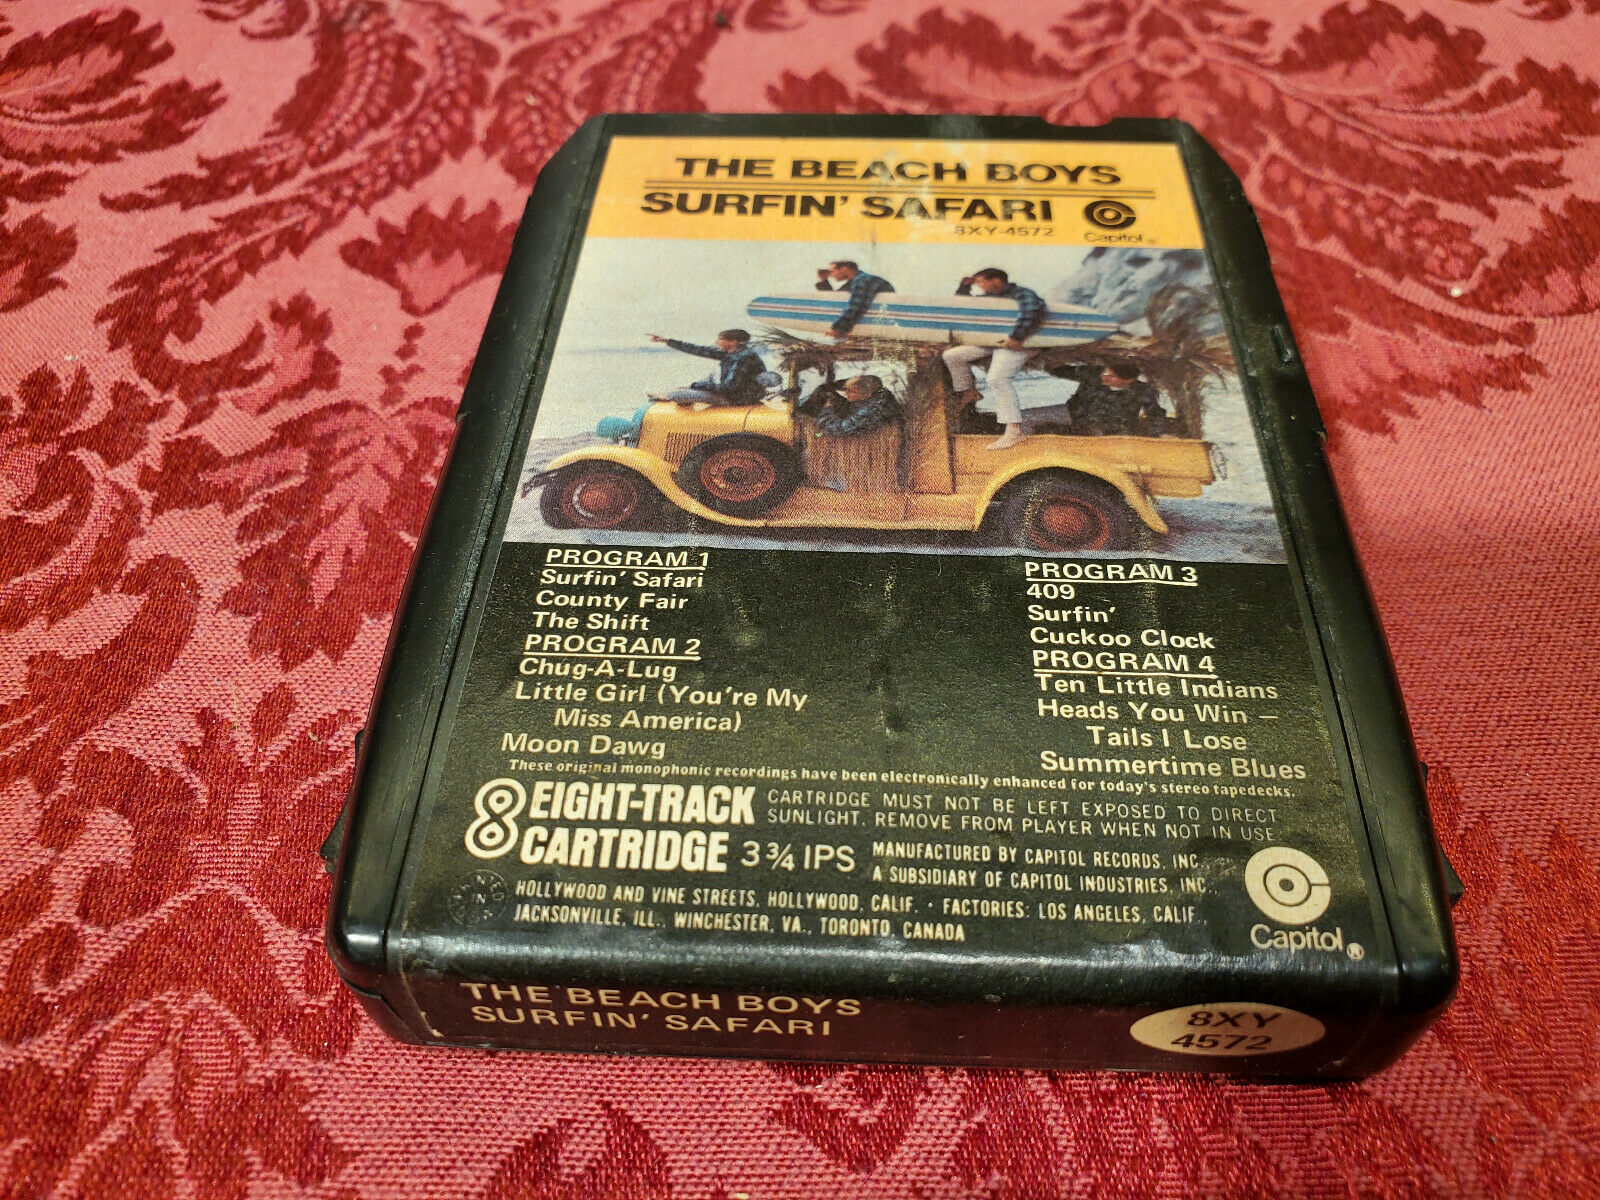 THE BEACH BOYS
SURFIN' SAFARI
8XY-4572
Capitol ®
PROGRAM 1
Surfin' Safari
County Fair
The Shift
PROGRAM 2
Chug-A-Lug
Little Girl (You're My
Miss America)
Moon Dawg
PROGRAM 3
409
Surfin'
Cuckoo Clock
PROGRAM 4
Ten Little Indians
Heads You Win —
Tails I Lose
Summertime Blues
These original monophonic recordings have been electronically enhanced for today's stereo tapedecks.
8 EIGHT-TRACK
CARTRIDGE 3 ¾ IPS
CARTRIDGE MUST NOT BE LEFT EXPOSED TO DIRECT
SUNLIGHT. REMOVE FROM PLAYER WHEN NOT IN USE.
MANUFACTURED BY CAPITOL RECORDS, INC.,
A SUBSIDIARY OF CAPITOL INDUSTRIES, INC.,
HOLLYWOOD AND VINE STREETS, HOLLYWOOD, CALIF. • FACTORIES: LOS ANGELES, CALIF.,
JACKSONVILLE, ILL., WINCHESTER, VA., TORONTO, CANADA
Capitol ®
THE BEACH BOYS
SURFIN' SAFARI
8XY
4572